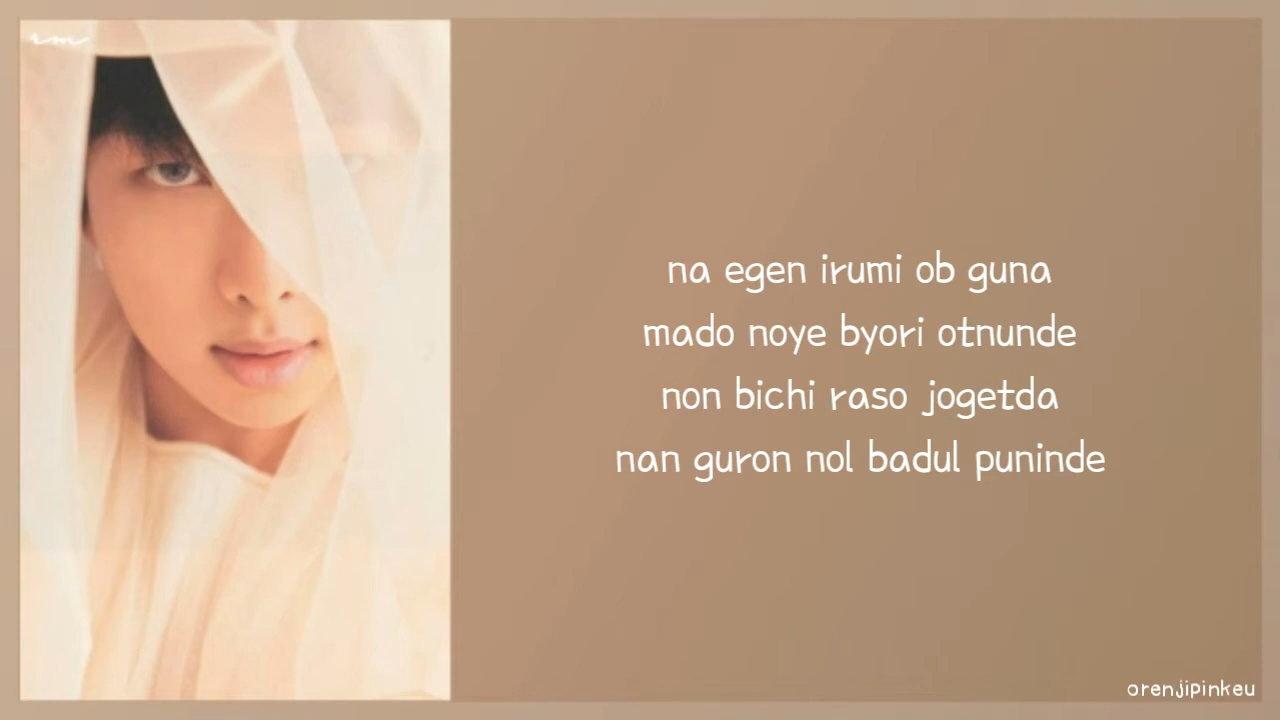 rm
na egen irumi ob guna
mado noye byori otnunde
non bichi raso jogetda
nan guron nol badul puninde
orenjipinkeu